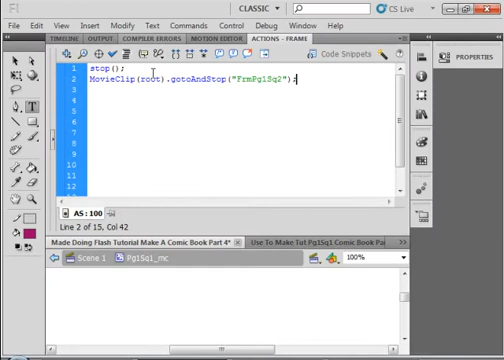 CLASSIC
CS Live
File Edit View Insert Modify Text Commands Control Debug Window Help
TIMELINE OUTPUT COMPILER ERRORS MOTION EDITOR ACTIONS - FRAME
PROPERTIES
Code Snippets
1 stop();
2 MovieClip(root).gotoAndStop("FrmPg1Sq2");
3
4
5
6
7
8
9
10
11
12
AS:100
Line 2 of 15, Col 42
Made Doing Flash Tutorial Make A Comic Book Part 4* Use To Make Tut Pg1Sq1 Comic Book Part
Scene 1 Pg1Sq1_mc 100%